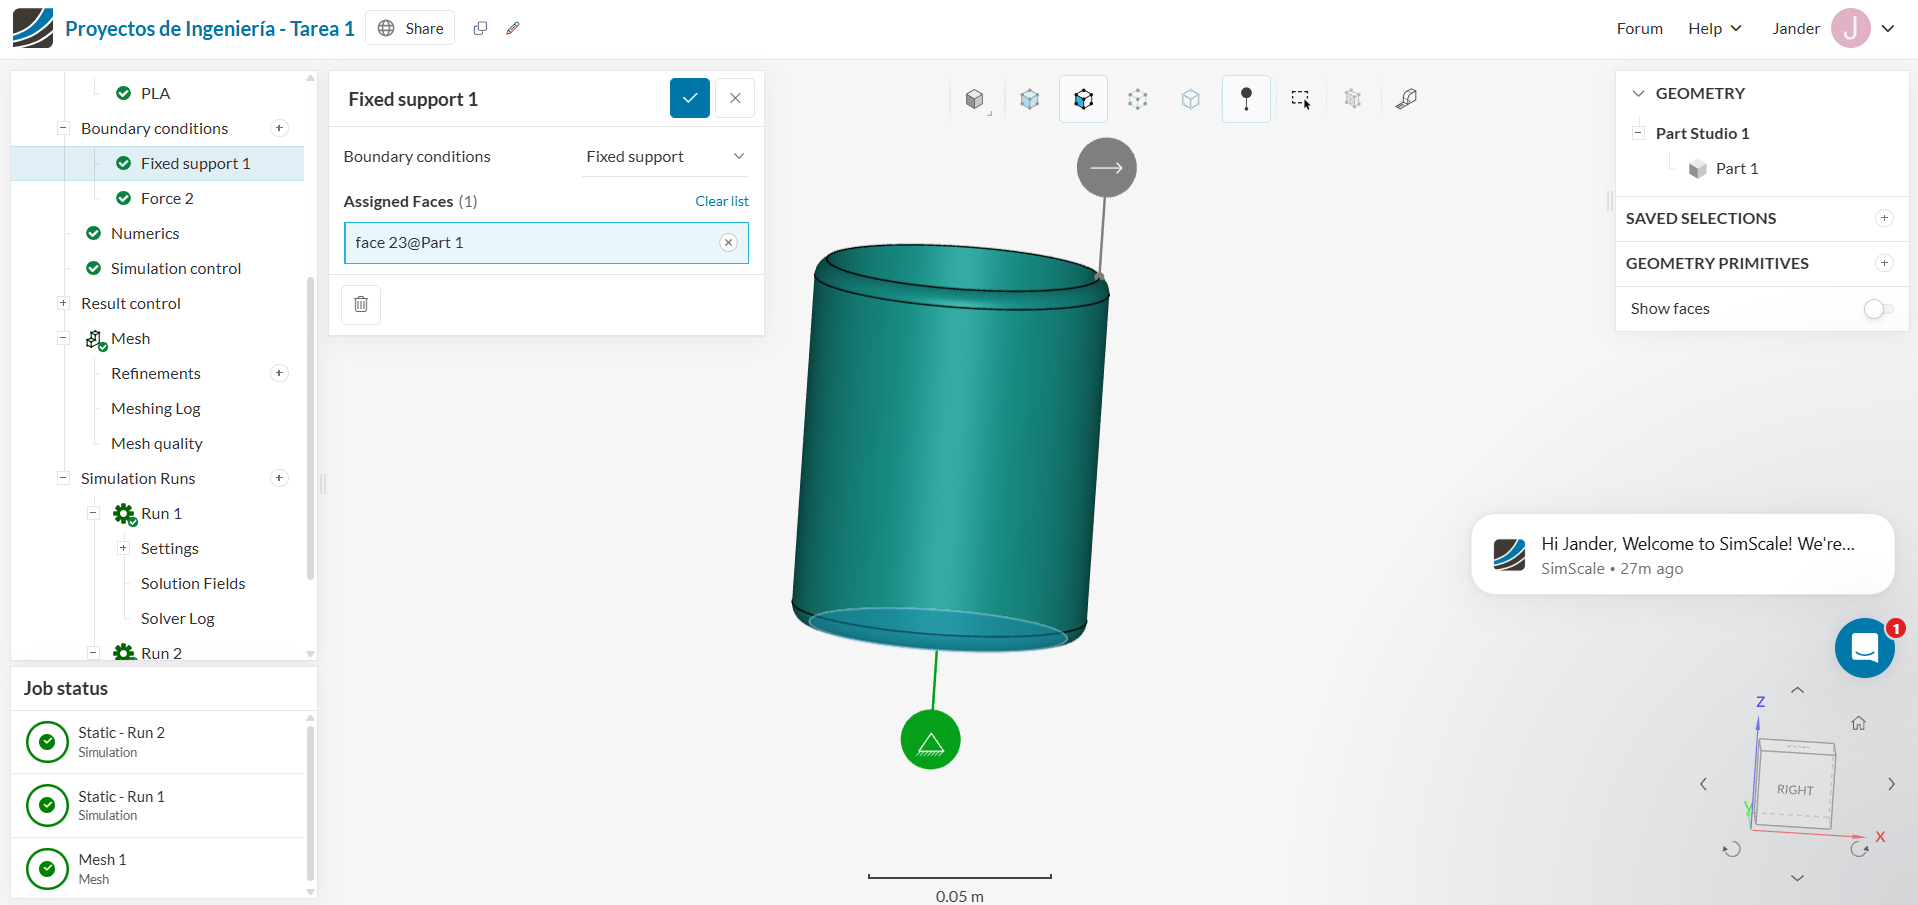 Proyectos de Ingeniería - Tarea 1
Share
Forum
Help
Jander
J
PLA
Boundary conditions
Fixed support 1
Force 2
Numerics
Simulation control
Result control
Mesh
Refinements
Meshing Log
Mesh quality
Simulation Runs
Run 1
Settings
Solution Fields
Solver Log
Run 2
Job status
Static - Run 2
Simulation
Static - Run 1
Simulation
Mesh 1
Mesh
Fixed support 1
Boundary conditions
Fixed support
Assigned Faces (1)
Clear list
face 23@Part 1
0.05 m
GEOMETRY
Part Studio 1
Part 1
SAVED SELECTIONS
GEOMETRY PRIMITIVES
Show faces
Hi Jander, Welcome to SimScale! We're...
SimScale • 27m ago
1
Z
RIGHT
Y
X